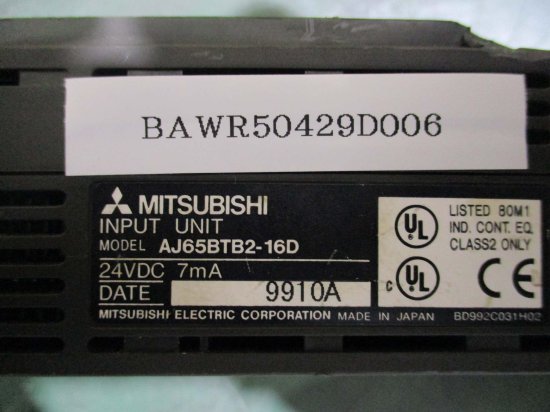 BAWR50429D006
MITSUBISHI
INPUT UNIT
MODEL AJ65BTB2-16D
24VDC 7mA
DATE 9910A
MITSUBISHI ELECTRIC CORPORATION MADE IN JAPAN
UL
LISTED 80M1
IND. CONT. EQ.
CLASS2 ONLY
c UL
CE
BD992C031H02